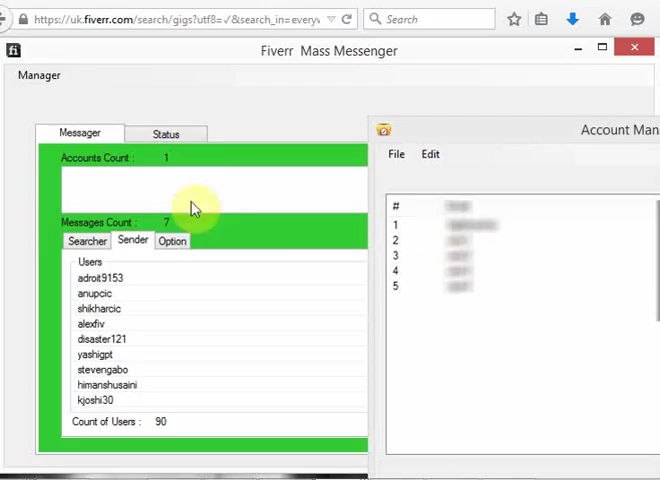 https://uk.fiverr.com/search/gigs?utf8=✓&search_in=everyw
Search
Fiverr Mass Messenger
Manager
Messager
Status
Accounts Count : 1
Messages Count : 7
Searcher
Sender
Option
Users
adroit9153
anupcic
shikharcic
alexfiv
disaster121
yashigpt
stevengabo
himanshusaini
kjoshi30
Count of Users : 90
Account Man
File
Edit
#
1
2
3
4
5